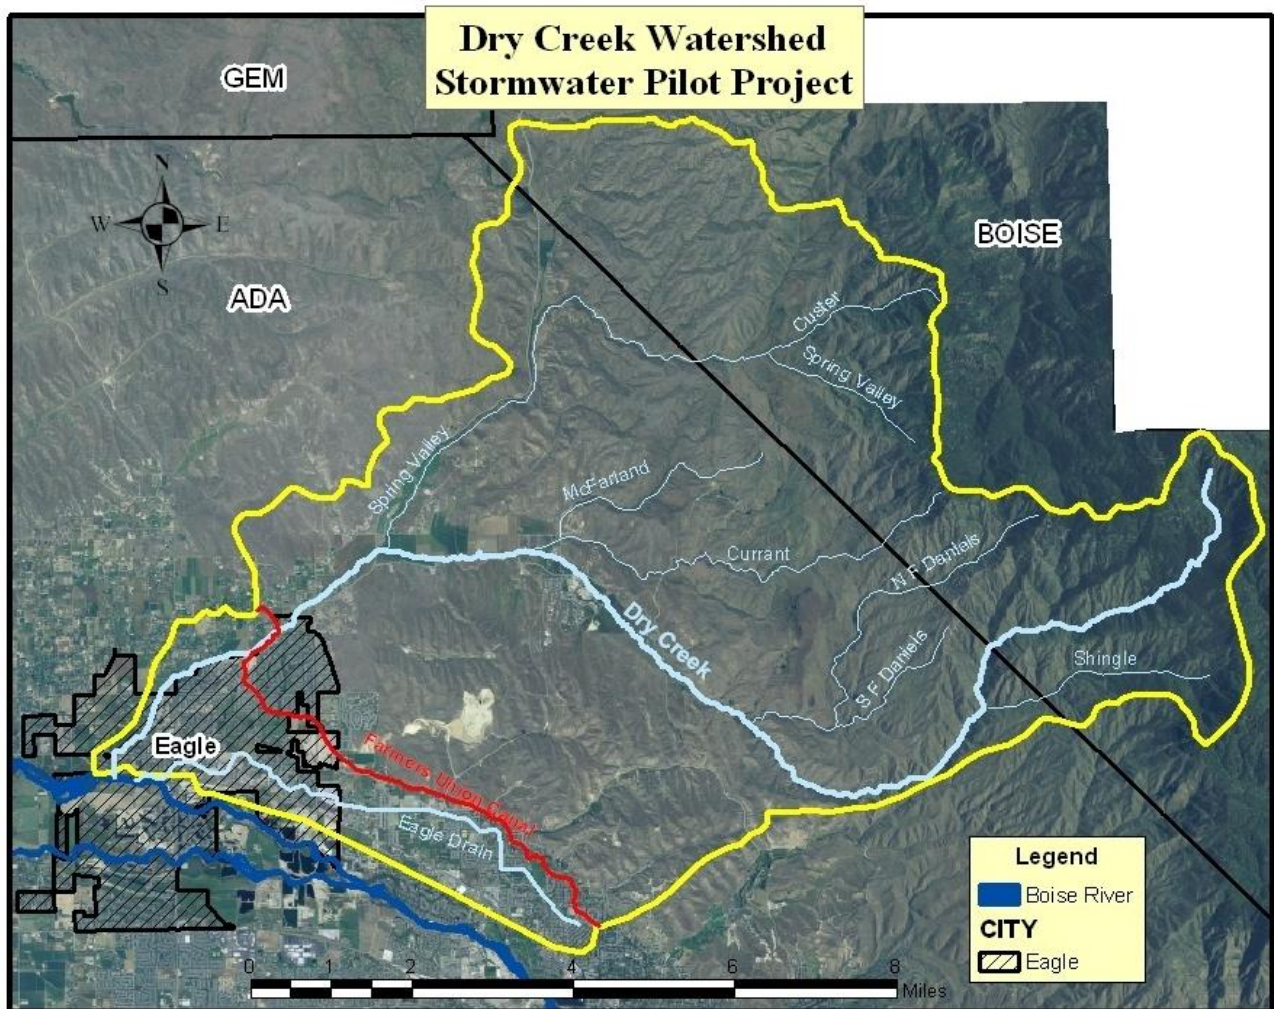 Dry Creek Watershed
Stormwater Pilot Project
GEM
N
W
E
S
BOISE
ADA
Custer
Spring Valley
Spring Valley
McFarland
Currant
N F Daniels
Dry Creek
S F Daniels
Shingle
Eagle
Farmers Union Canal
Eagle Drain
Legend
Boise River
CITY
Eagle
0 1 2 4 6 8
Miles